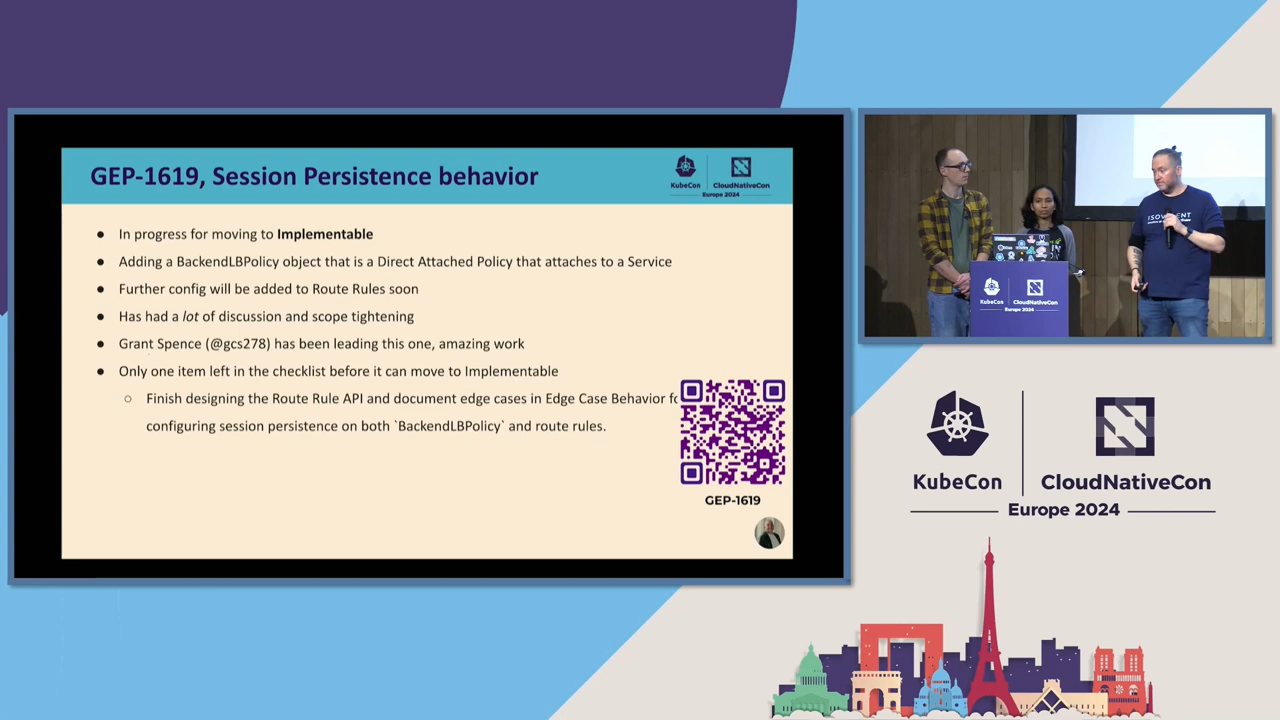 GEP-1619, Session Persistence behavior
KubeCon
CloudNativeCon
Europe 2024
In progress for moving to Implementable
Adding a BackendLBPolicy object that is a Direct Attached Policy that attaches to a Service
Further config will be added to Route Rules soon
Has had a lot of discussion and scope tightening
Grant Spence (@gcs278) has been leading this one, amazing work
Only one item left in the checklist before it can move to Implementable
Finish designing the Route Rule API and document edge cases in Edge Case Behavior
configuring session persistence on both `BackendLBPolicy` and route rules.
GEP-1619
KubeCon
CloudNativeCon
Europe 2024
KubeCon
CloudNativeCon
Europe 2024